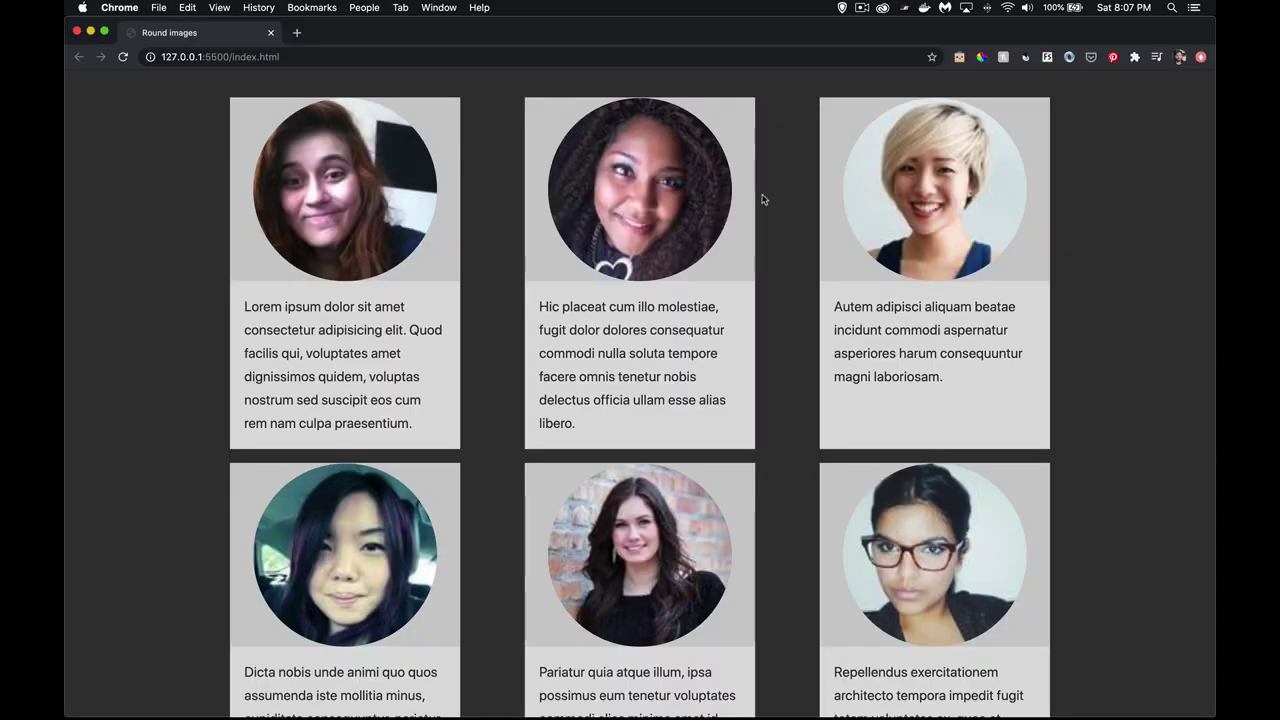 Chrome File Edit View History Bookmarks People Tab Window Help 100% Sat 8:07 PM
Round images
127.0.0.1:5500/index.html
Lorem ipsum dolor sit amet
consectetur adipisicing elit. Quod
facilis qui, voluptates amet
dignissimos quidem, voluptas
nostrum sed suscipit eos cum
rem nam culpa praesentium.
Hic placeat cum illo molestiae,
fugit dolor dolores consequatur
commodi nulla soluta tempore
facere omnis tenetur nobis
delectus officia ullam esse alias
libero.
Autem adipisci aliquam beatae
incidunt commodi aspernatur
asperiores harum consequuntur
magni laboriosam.
Dicta nobis unde animi quo quos
assumenda iste mollitia minus,
Pariatur quia atque illum, ipsa
possimus eum tenetur voluptates
Repellendus exercitationem
architecto tempora impedit fugit